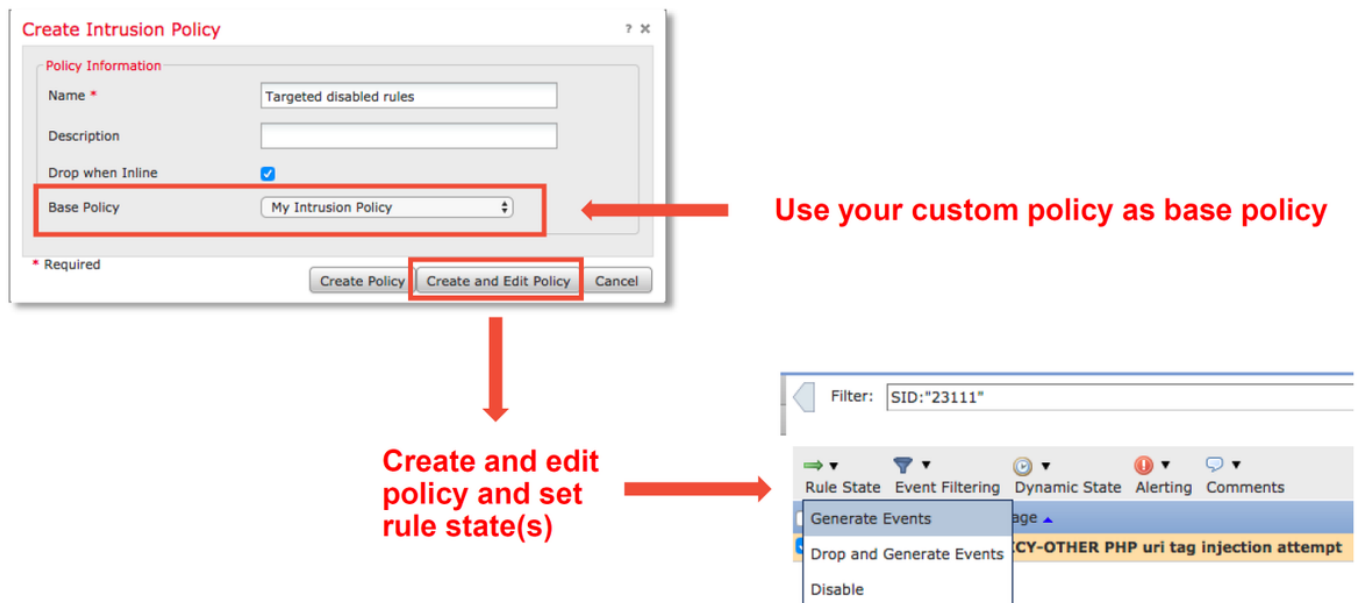 Create Intrusion Policy
? ×
Policy Information
Name *
Targeted disabled rules
Description
Drop when Inline
Base Policy
My Intrusion Policy
* Required
Create Policy
Create and Edit Policy
Cancel
Use your custom policy as base policy
Create and edit
policy and set
rule state(s)
Filter: SID:"23111"
Rule State Event Filtering Dynamic State Alerting Comments
Generate Events
age
Drop and Generate Events
CY-OTHER PHP uri tag injection attempt
Disable